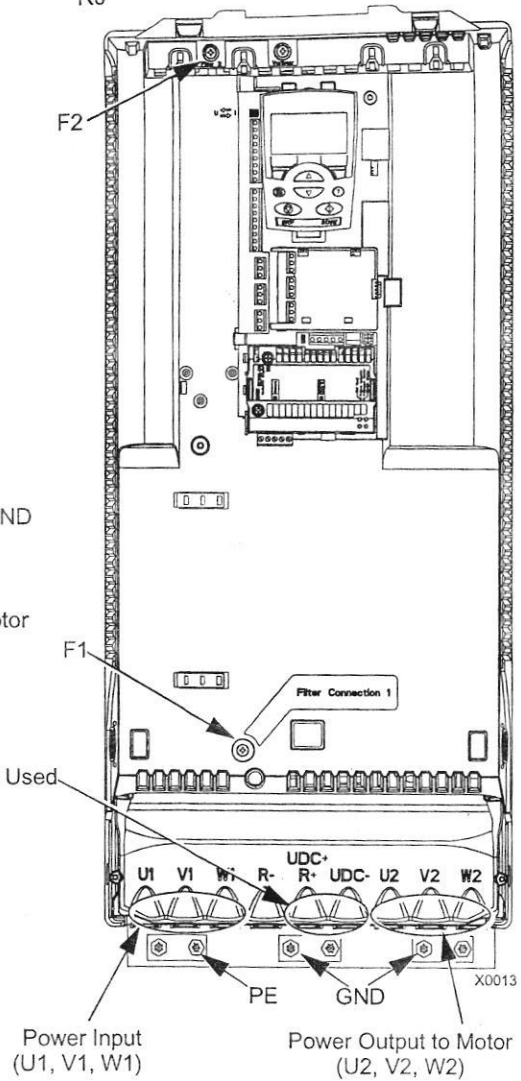 F2
ND
otor
F1
Filter Connection 1
Used
UDC+
U1 V1 W1 R- R+ UDC- U2 V2 W2
X0013
PE GND
Power Input
(U1, V1, W1)
Power Output to Motor
(U2, V2, W2)